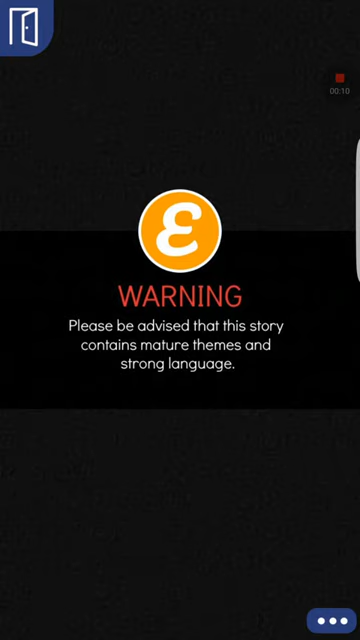 00:10
ε
WARNING
Please be advised that this story
contains mature themes and
strong language.